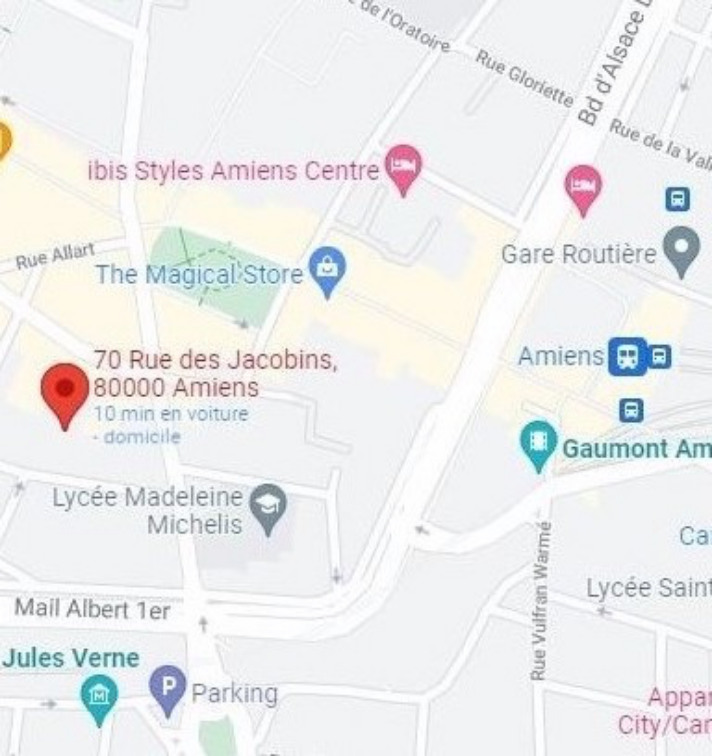 de l'Oratoire
Rue Gloriette
Bd d'Alsace
Rue de la
ibis Styles Amiens Centre
Gare Routière
Rue Allart
The Magical Store
Amiens
70 Rue des Jacobins,
80000 Amiens
10 min en voiture
- domicile
Gaumont Am
Lycée Madeleine
Michelis
Rue Vulfran Warmé
Lycée Saint
Mail Albert 1er
Jules Verne
P
Parking
M
Appar
City/Car